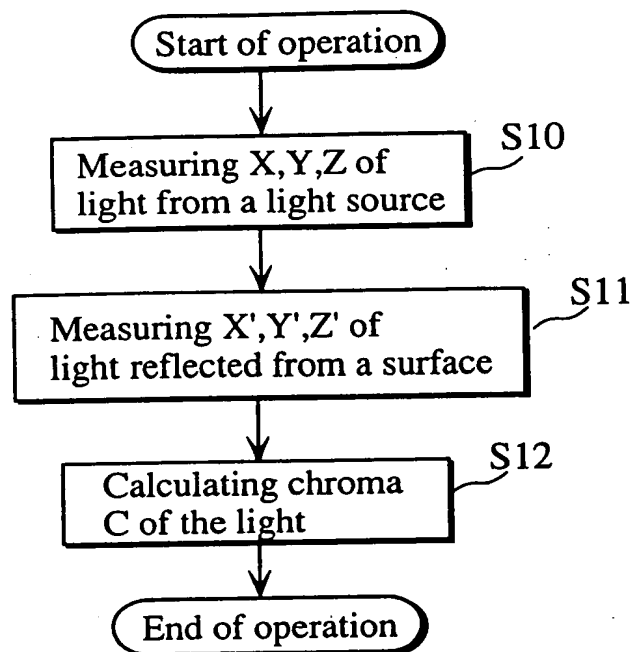 Start of operation
S10
Measuring X,Y,Z of
light from a light source
S11
Measuring X',Y',Z' of
light reflected from a surface
S12
Calculating chroma
C of the light
End of operation